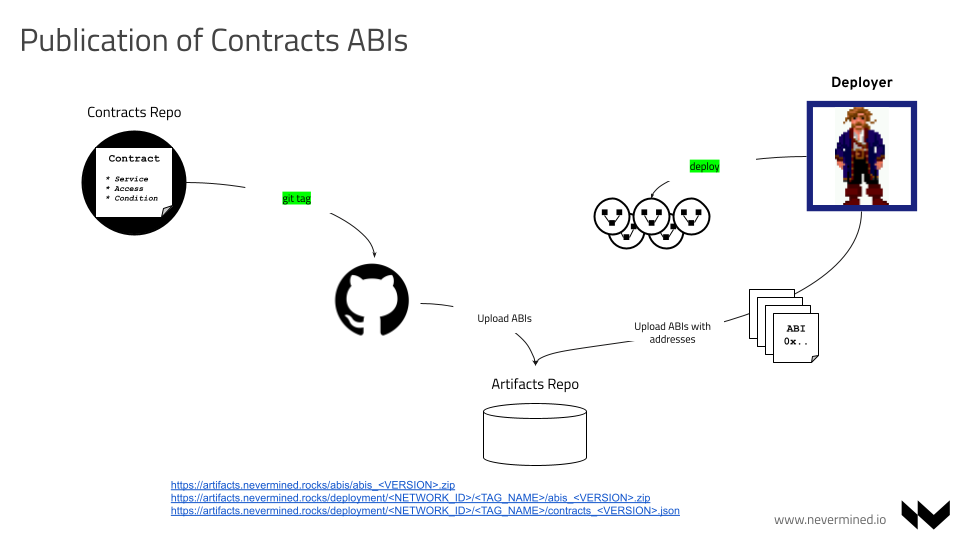 Publication of Contracts ABIs
Deployer
Contracts Repo
Contract
* Service
* Access
* Condition
deploy
git tag
Upload ABIs
Upload ABIs with
addresses
ABI
0x..
Artifacts Repo
https://artifacts.nevermined.rocks/abis/abis_<VERSION>.zip
https://artifacts.nevermined.rocks/deployment/<NETWORK_ID>/<TAG_NAME>/abis_<VERSION>.zip
https://artifacts.nevermined.rocks/deployment/<NETWORK_ID>/<TAG_NAME>/contracts_<VERSION>.json
www.nevermined.io